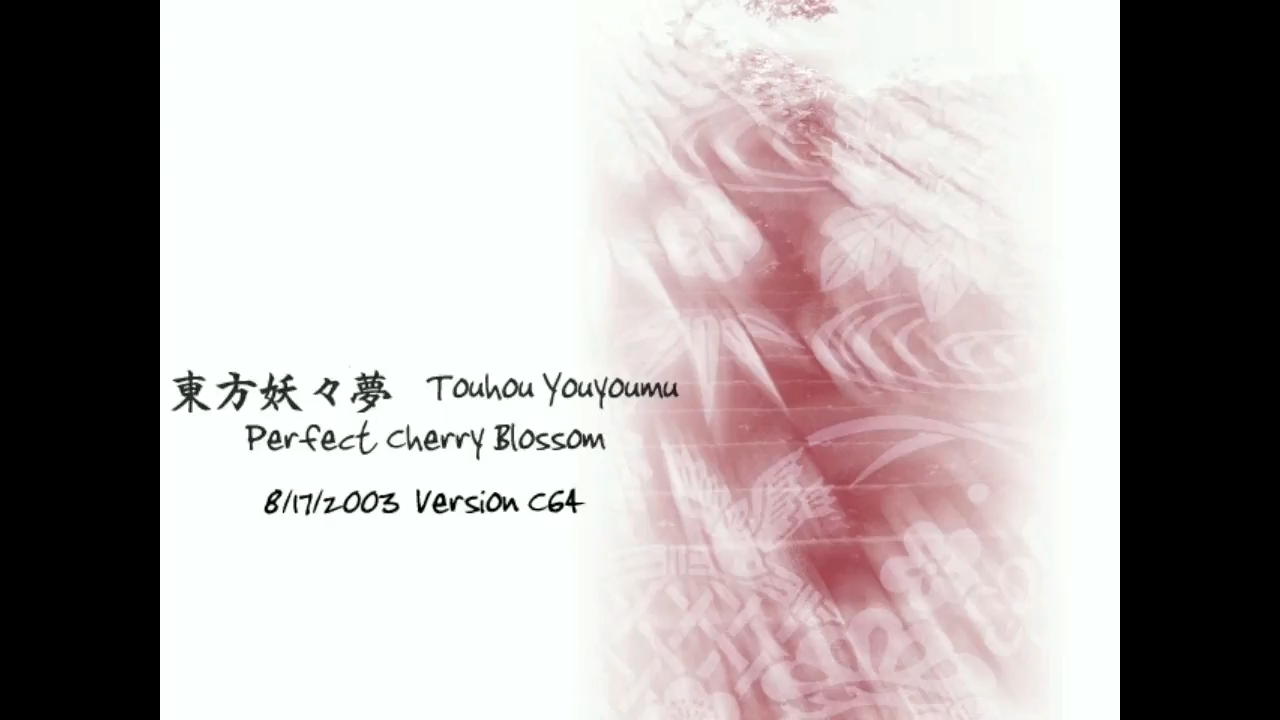 東方妖々夢 Touhou Youyoumu
Perfect Cherry Blossom
8/17/2003 Version C64